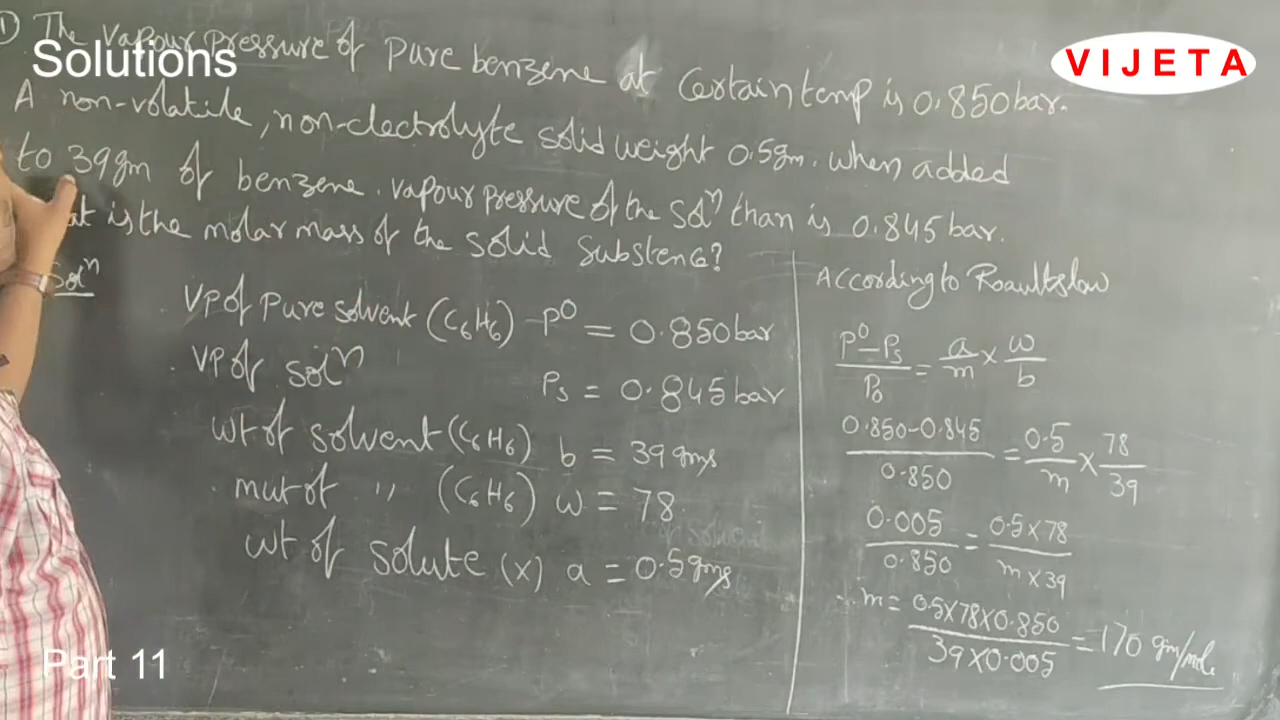 Solutions
VIJETA
1) The vapour pressure of pure benzene at Certain temp is 0.850 bar.
A non-volatile, non-electrolyte solid weight 0.5gm. when added
to 39gm of benzene. vapour pressure of the Solⁿ than is 0.845 bar.
at is the molar mass of the solid Substence?
Solⁿ
VP of Pure solvent (C₆H₆) - P⁰ = 0.850 bar
VP of solⁿ Pₛ = 0.845 bar
wt of solvent (C₆H₆) b = 39 gms
mwt of " (C₆H₆) w = 78
wt of solute (x) a = 0.5 gms
According to Roaults law
P⁰ - Pₛ / P₀ = a/m × w/b
0.850 - 0.845 / 0.850 = 0.5/m × 78/39
0.005 / 0.850 = 0.5 × 78 / m × 39
m = 0.5 × 78 × 0.850 / 39 × 0.005 = 170 gm/mole
Part 11